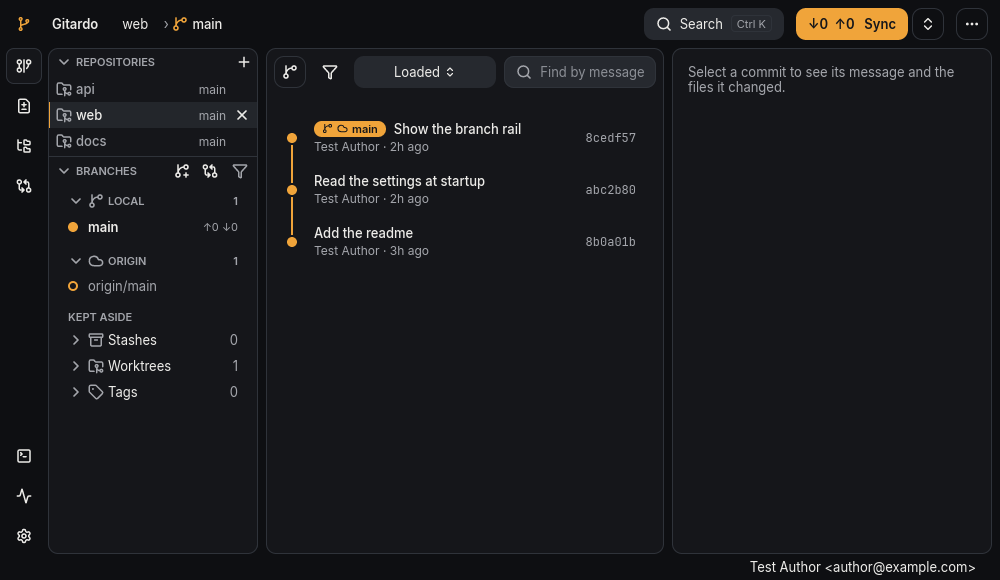 Gitardo web main
Search Ctrl K
↓0 ↑0 Sync
REPOSITORIES
api main
web main
docs main
BRANCHES
LOCAL 1
main ↑0 ↓0
ORIGIN 1
origin/main
KEPT ASIDE
Stashes 0
Worktrees 1
Tags 0
Loaded
Find by message
main Show the branch rail
Test Author · 2h ago
8cedf57
Read the settings at startup
Test Author · 2h ago
abc2b80
Add the readme
Test Author · 3h ago
8b0a01b
Select a commit to see its message and the
files it changed.
Test Author <author@example.com>